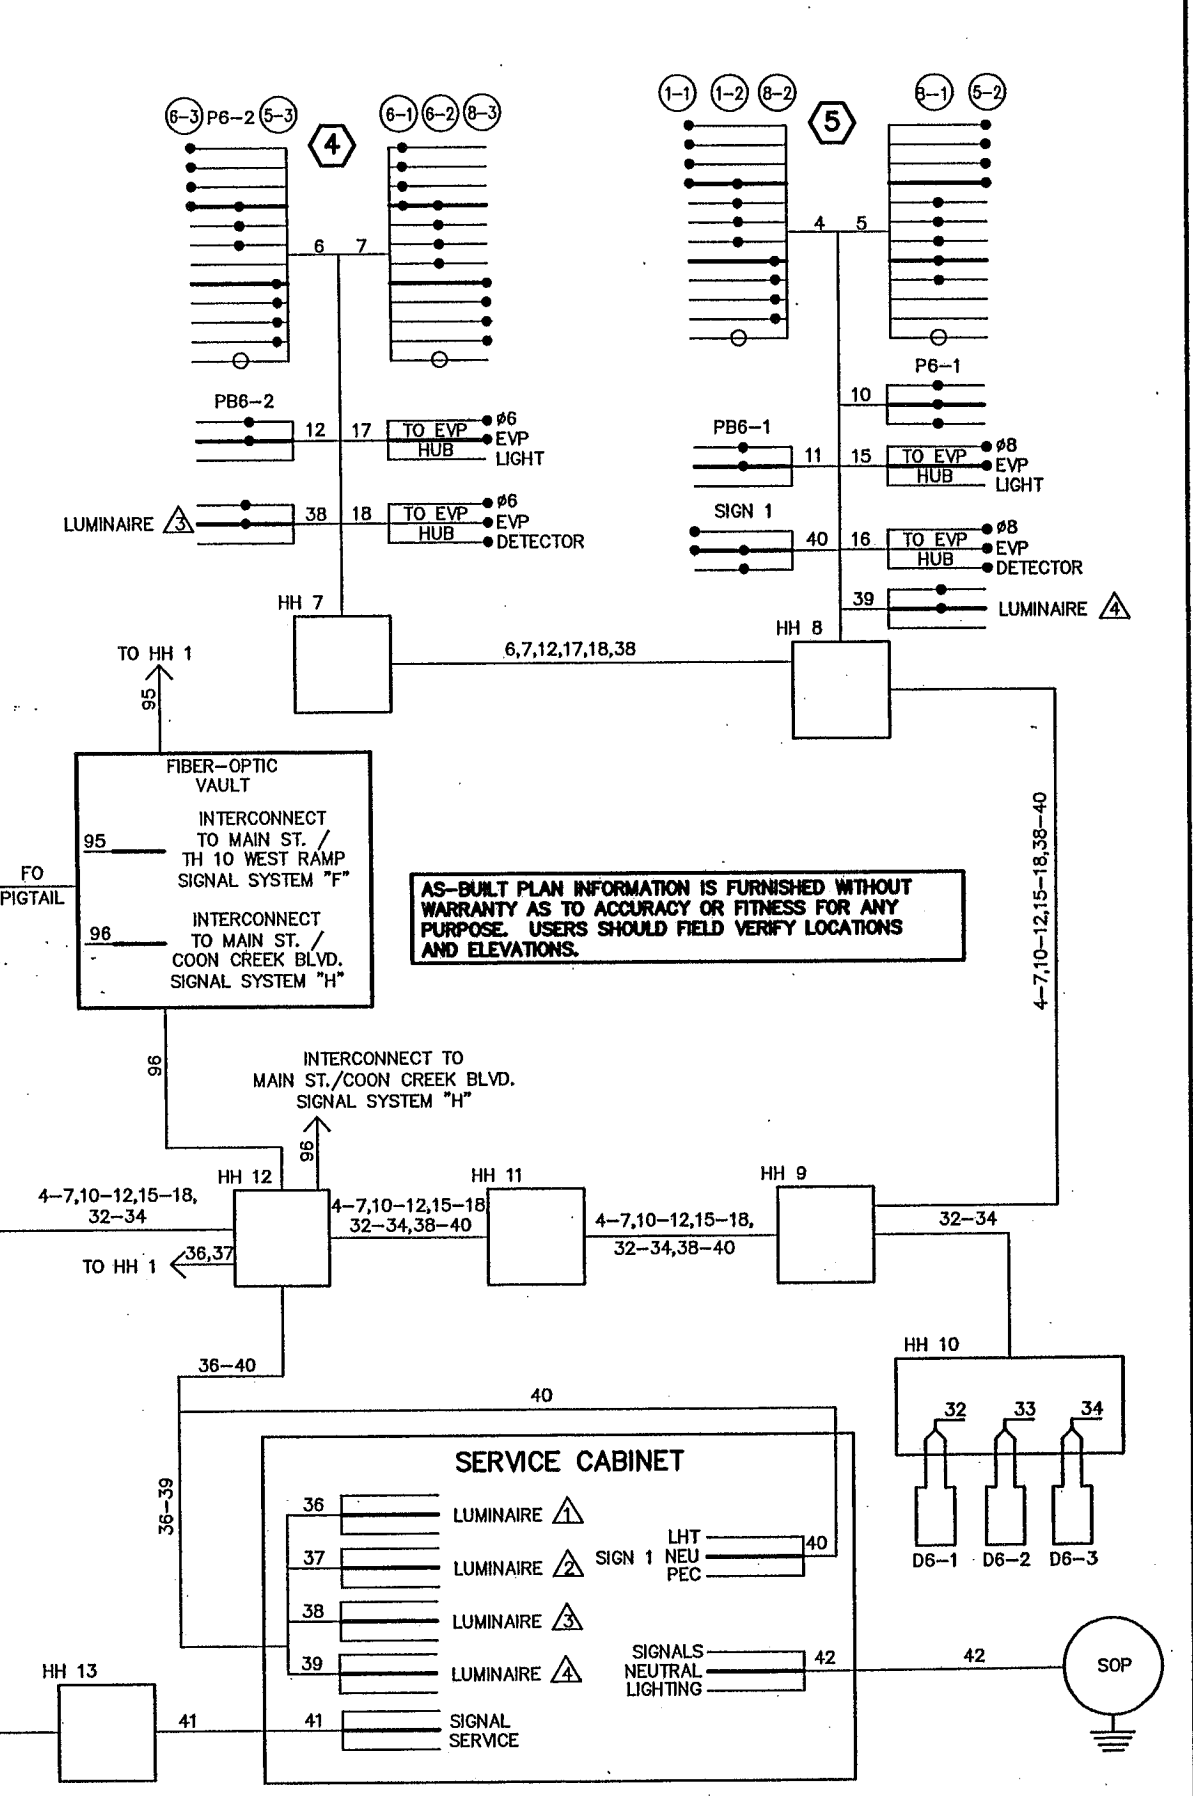 6-3 P6-2 5-3 4 6-1 6-2 8-3
1-1 1-2 8-2 5 8-1 5-2
6 7
4 5
PB6-2
12 17 TO EVP HUB
Ø6
EVP
LIGHT
LUMINAIRE 3
38 18 TO EVP HUB
Ø6
EVP
DETECTOR
P6-1
10
PB6-1
11 15 TO EVP HUB
Ø8
EVP
LIGHT
SIGN 1
40 16 TO EVP HUB
Ø8
EVP
DETECTOR
39
LUMINAIRE 4
HH 7
6,7,12,17,18,38
HH 8
4-7,10-12,15-18,38-40
TO HH 1
95
FIBER-OPTIC
VAULT
95
INTERCONNECT
TO MAIN ST. /
TH 10 WEST RAMP
SIGNAL SYSTEM "F"
96
INTERCONNECT
TO MAIN ST. /
COON CREEK BLVD.
SIGNAL SYSTEM "H"
FO
PIGTAIL
AS-BUILT PLAN INFORMATION IS FURNISHED WITHOUT
WARRANTY AS TO ACCURACY OR FITNESS FOR ANY
PURPOSE. USERS SHOULD FIELD VERIFY LOCATIONS
AND ELEVATIONS.
96
INTERCONNECT TO
MAIN ST./COON CREEK BLVD.
SIGNAL SYSTEM "H"
96
HH 12
4-7,10-12,15-18,
32-34
TO HH 1
36,37
4-7,10-12,15-18
32-34,38-40
HH 11
4-7,10-12,15-18,
32-34,38-40
HH 9
32-34
HH 10
32 33 34
D6-1 D6-2 D6-3
36-40
40
36-39
SERVICE CABINET
36 LUMINAIRE 1
37 LUMINAIRE 2
38 LUMINAIRE 3
39 LUMINAIRE 4
41 SIGNAL
SERVICE
LHT
SIGN 1 NEU
PEC
40
SIGNALS
NEUTRAL
LIGHTING
42
42
SOP
HH 13
41